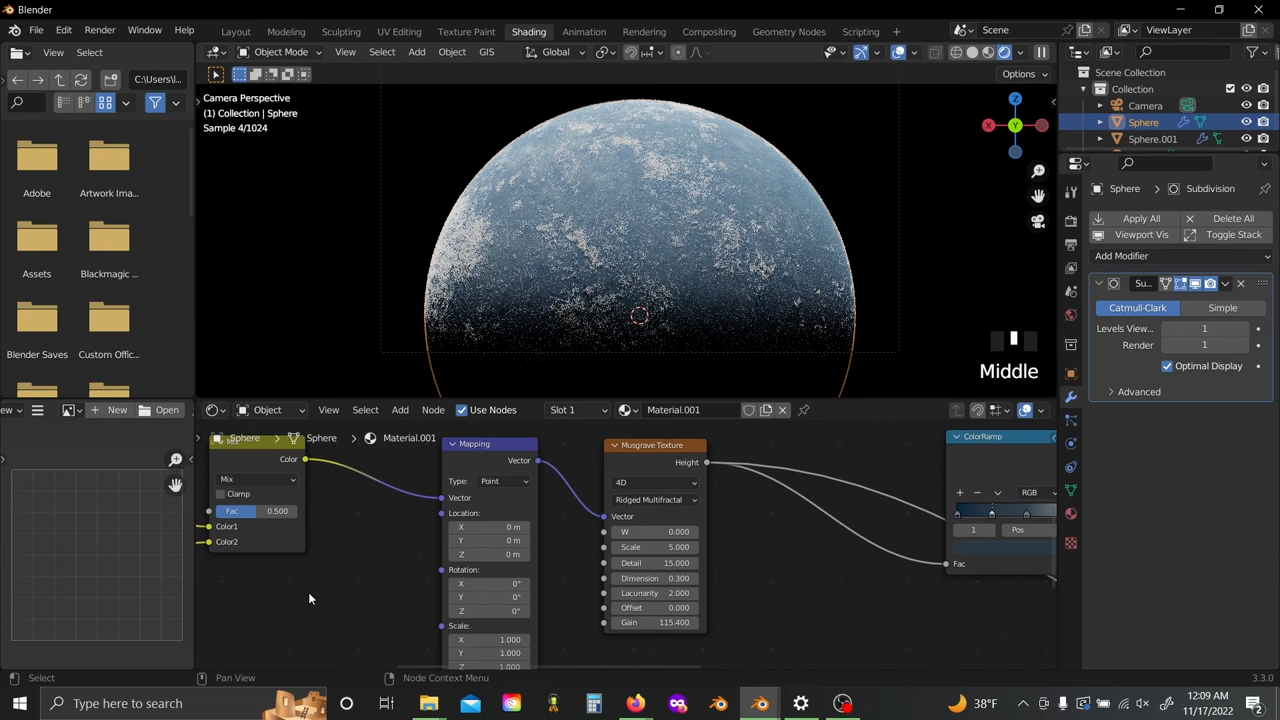 Blender
File Edit Render Window Help
Layout Modeling Sculpting UV Editing Texture Paint Shading Animation Rendering Compositing Geometry Nodes Scripting
Scene
ViewLayer
View Select
Object Mode View Select Add Object GIS
Global
C:\Users\l...
Options
Camera Perspective
(1) Collection | Sphere
Sample 4/1024
X Y Z
Scene Collection
Collection
Camera
Sphere
Sphere.001
Adobe
Artwork Ima...
Assets
Blackmagic ...
Blender Saves
Custom Offic...
Sphere > Subdivision
Apply All Delete All
Viewport Vis Toggle Stack
Add Modifier
Su...
Catmull-Clark Simple
Levels View... 1
Render 1
Optimal Display
Advanced
Middle
New Open
Object View Select Add Node Use Nodes Slot 1 Material.001
Sphere > Sphere > Material.001
Mix
Color
Mix
Clamp
Fac 0.500
Color1
Color2
Mapping
Vector
Type: Point
Vector
Location:
X 0 m
Y 0 m
Z 0 m
Rotation:
X 0°
Y 0°
Z 0°
Scale:
X 1.000
Y 1.000
Z 1.000
Musgrave Texture
Height
4D
Ridged Multifractal
Vector
W 0.000
Scale 5.000
Detail 15.000
Dimension 0.300
Lacunarity 2.000
Offset 0.000
Gain 115.400
ColorRamp
RGB
1 Pos
Fac
Select Pan View Node Context Menu 3.3.0
Type here to search
38°F
12:09 AM
11/17/2022
2